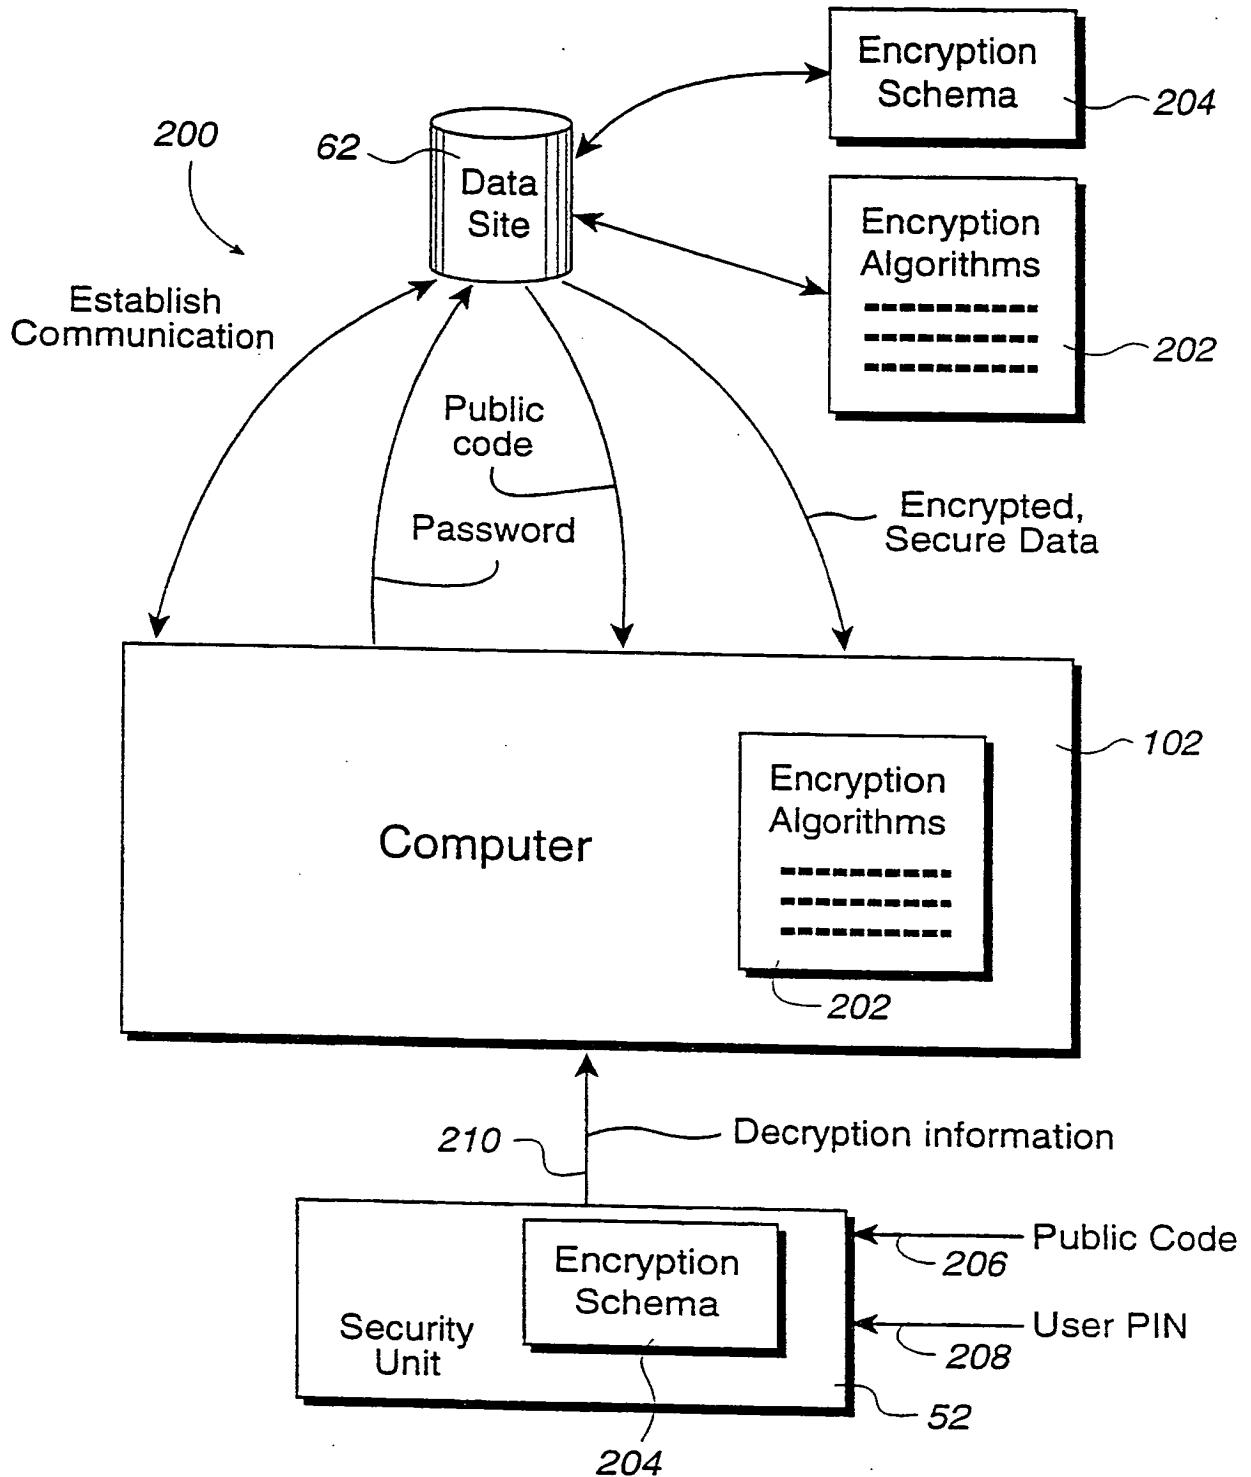 Encryption
Schema
204
200
62
Data
Site
Encryption
Algorithms
202
Establish
Communication
Public
code
Password
Encrypted,
Secure Data
102
Encryption
Algorithms
Computer
202
210
Decryption information
Encryption
Schema
Public Code
206
Security
Unit
User PIN
208
52
204